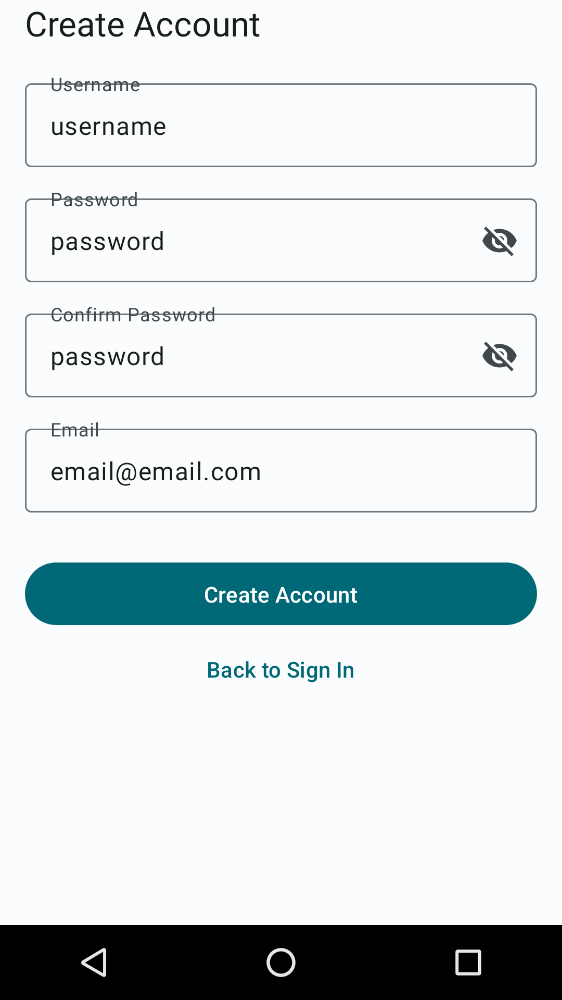 Create Account
Username
username
Password
password
Confirm Password
password
Email
email@email.com
Create Account
Back to Sign In